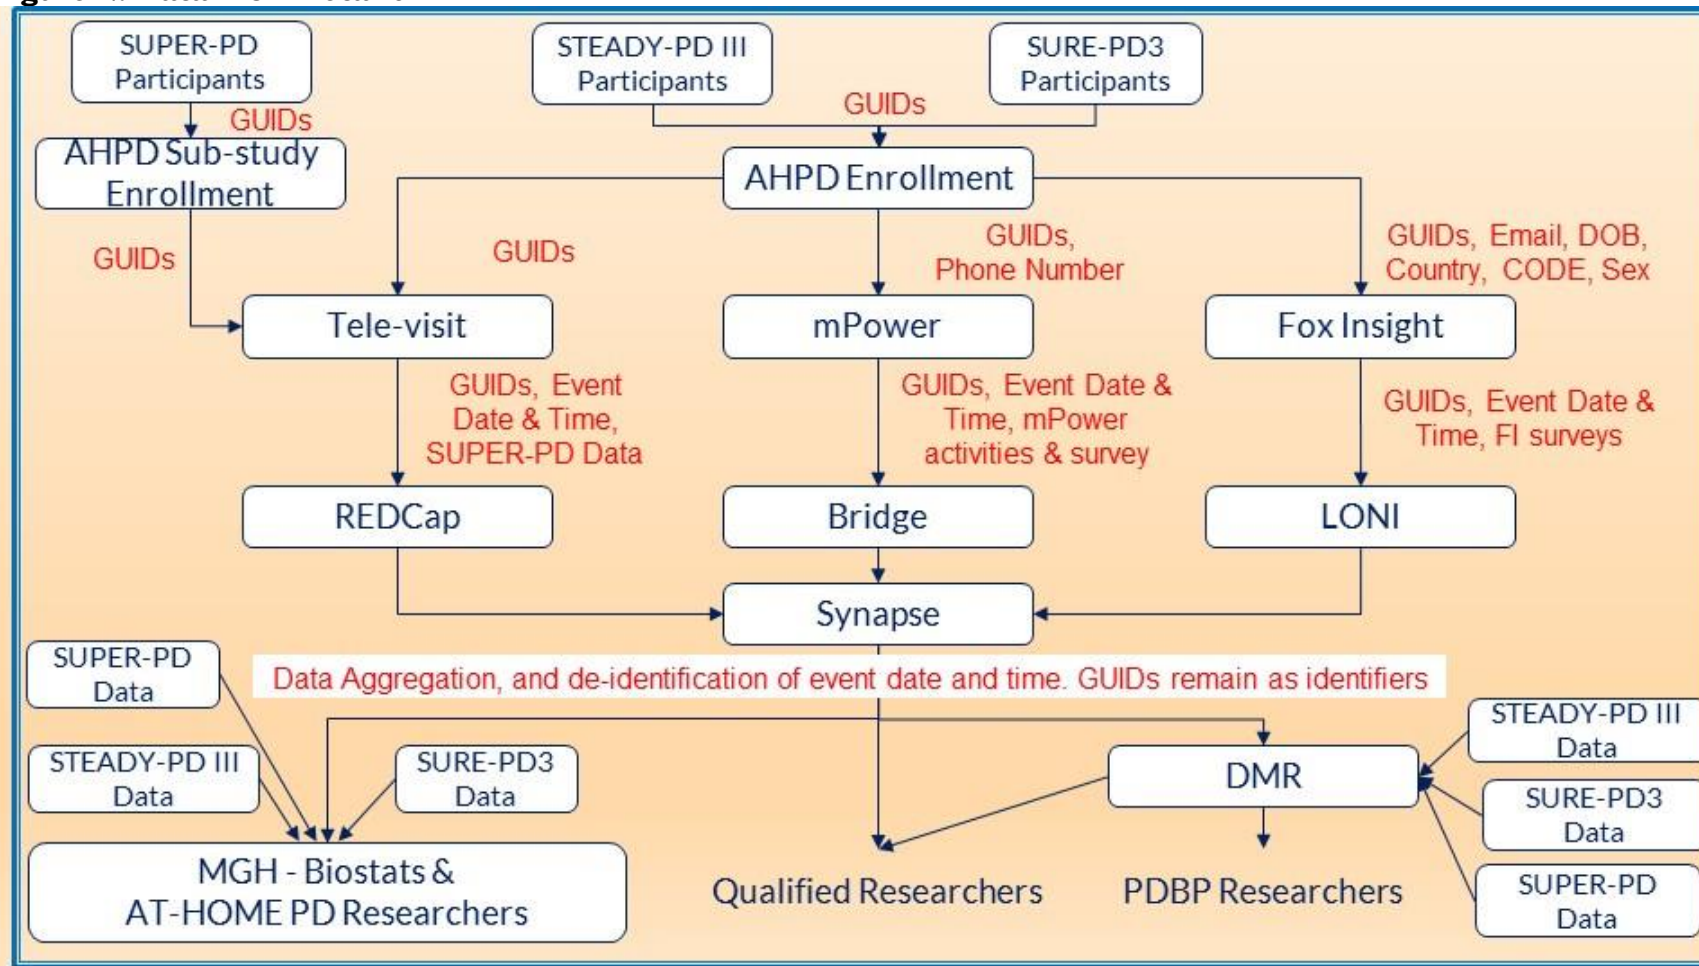 SUPER-PD
Participants
STEADY-PD III
Participants
SURE-PD3
Participants
GUIDs
GUIDs
AHPD Sub-study
Enrollment
AHPD Enrollment
GUIDs
GUIDs
GUIDs,
Phone Number
GUIDs, Email, DOB,
Country, CODE, Sex
Tele-visit
mPower
Fox Insight
GUIDs, Event
Date & Time,
SUPER-PD Data
GUIDs, Event Date &
Time, mPower
activities & survey
GUIDs, Event Date &
Time, FI surveys
REDCap
Bridge
LONI
Synapse
Data Aggregation, and de-identification of event date and time. GUIDs remain as identifiers
SUPER-PD
Data
STEADY-PD III
Data
SURE-PD3
Data
DMR
STEADY-PD III
Data
SURE-PD3
Data
SUPER-PD
Data
MGH - Biostats &
AT-HOME PD Researchers
Qualified Researchers
PDBP Researchers